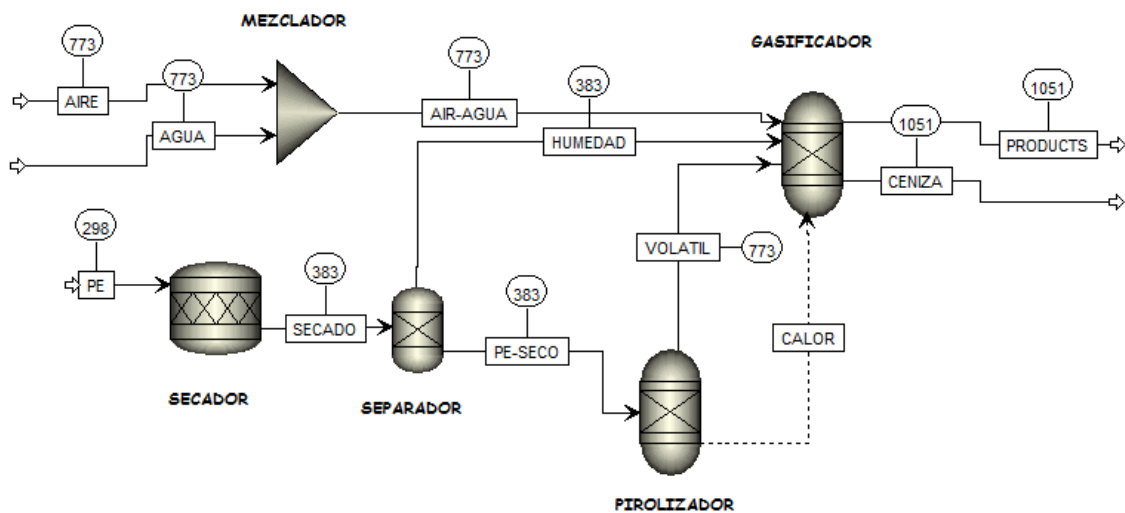 MEZCLADOR
GASIFICADOR
773
773
773
383
1051
1051
AIRE
AIR-AGUA
AGUA
HUMEDAD
PRODUCTS
CENIZA
298
PE
383
SECADO
383
PE-SECO
VOLATIL
773
CALOR
SECADOR
SEPARADOR
PIROLIZADOR